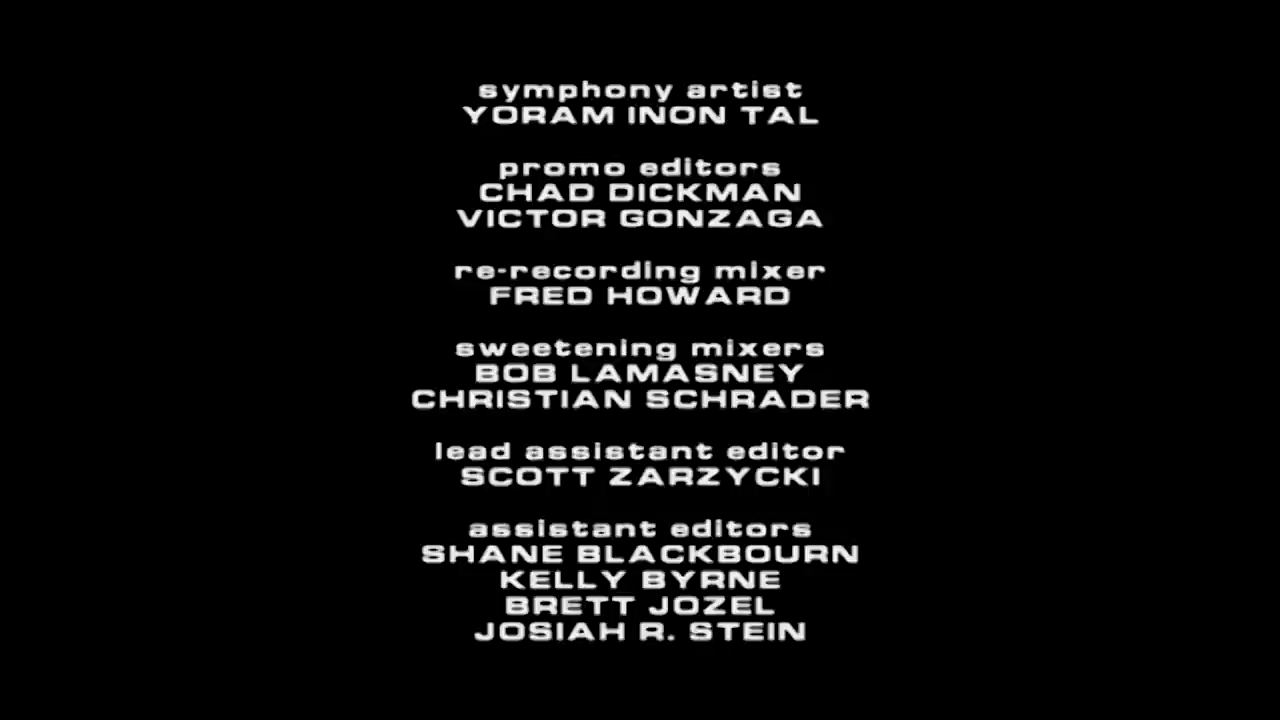 symphony artist
YORAM INON TAL
promo editors
CHAD DICKMAN
VICTOR GONZAGA
re-recording mixer
FRED HOWARD
sweetening mixers
BOB LAMASNEY
CHRISTIAN SCHRADER
lead assistant editor
SCOTT ZARZYCKI
assistant editors
SHANE BLACKBOURN
KELLY BYRNE
BRETT JOZEL
JOSIAH R. STEIN